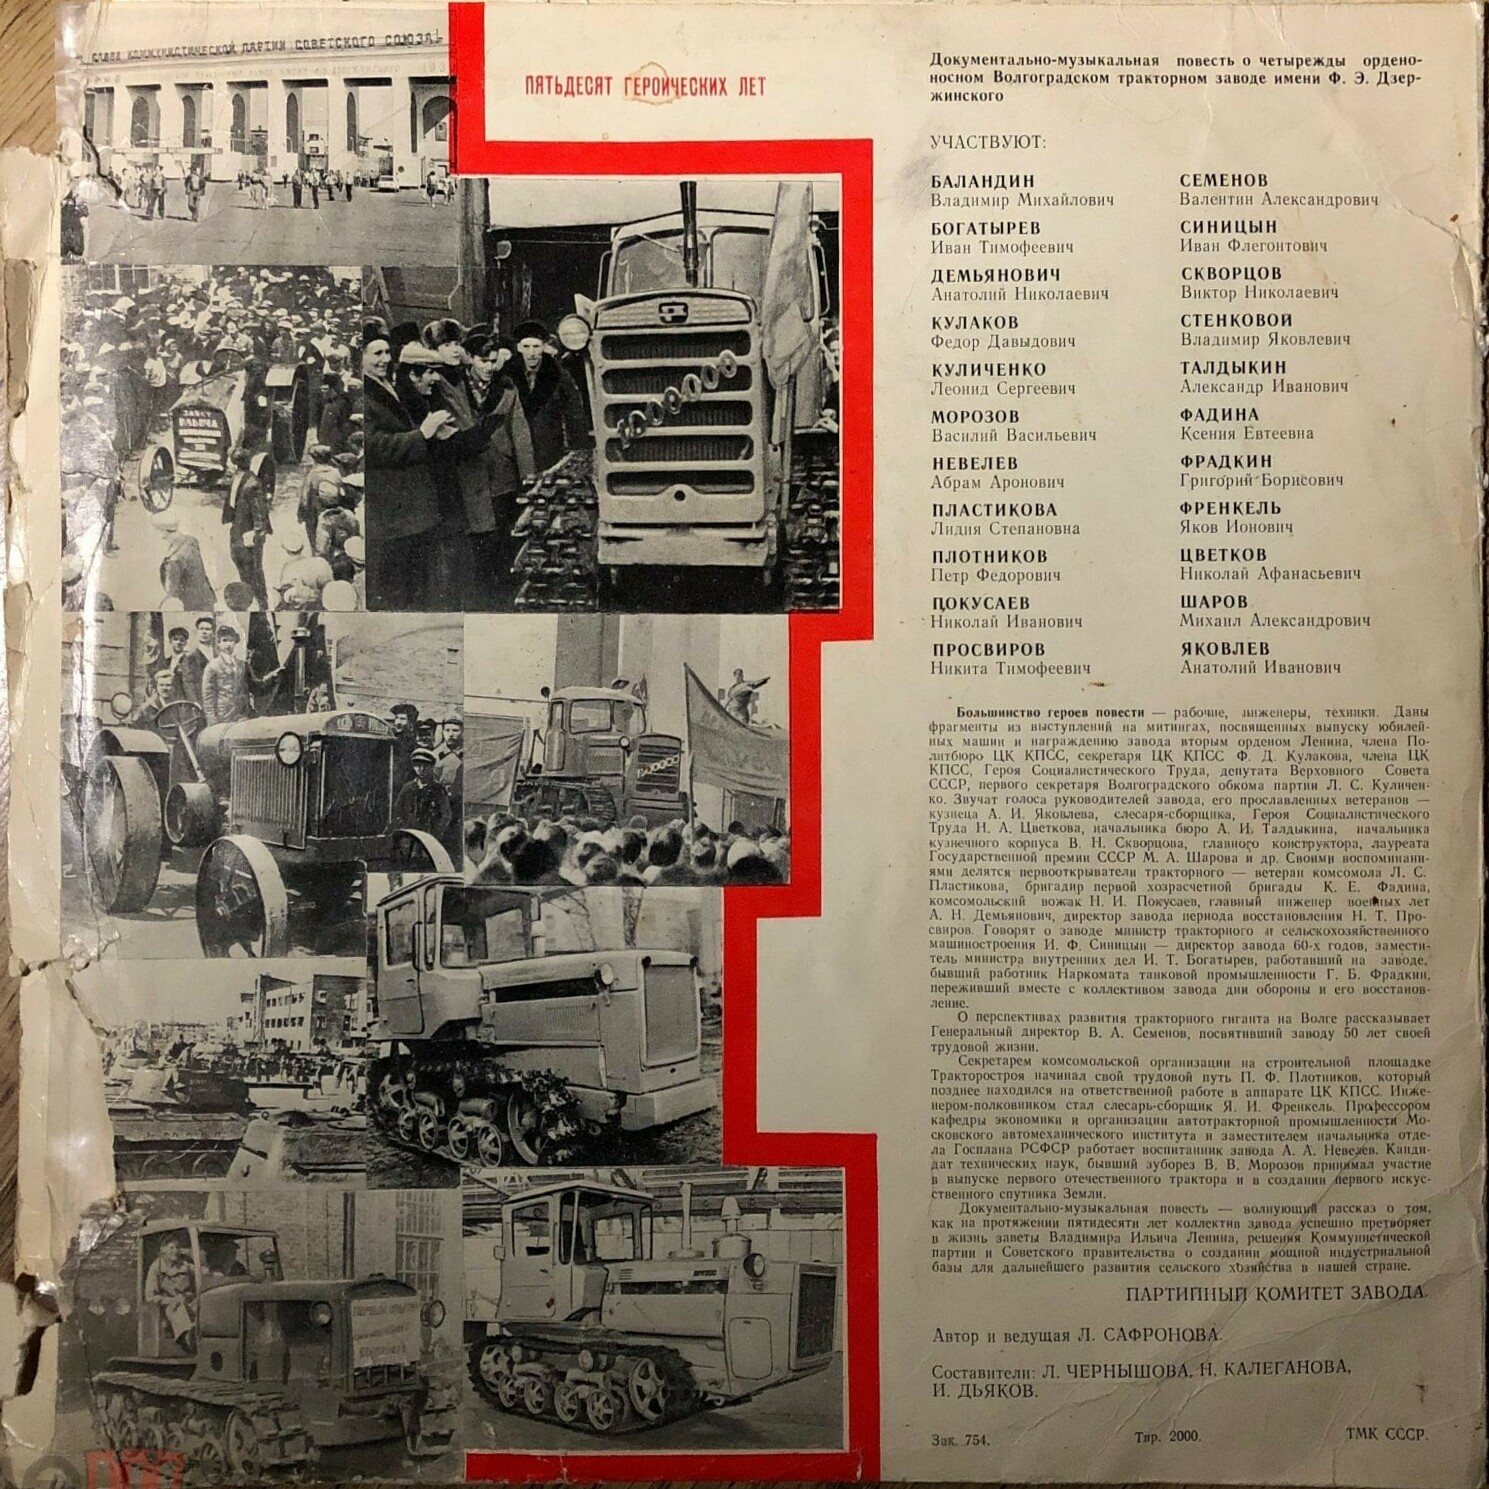 СЛАВА КОММУНИСТИЧЕСКОЙ ПАРТИИ СОВЕТСКОГО СОЮЗА!
ПЯТЬДЕСЯТ ГЕРОИЧЕСКИХ ЛЕТ
Документально-музыкальная повесть о четырежды ордено-
носном Волгоградском тракторном заводе имени Ф. Э. Дзер-
жинского
УЧАСТВУЮТ:
БАЛАНДИН
Владимир Михайлович
БОГАТЫРЕВ
Иван Тимофеевич
ДЕМЬЯНОВИЧ
Анатолий Николаевич
КУЛАКОВ
Федор Давыдович
КУЛИЧЕНКО
Леонид Сергеевич
МОРОЗОВ
Василий Васильевич
НЕВЕЛЕВ
Абрам Аронович
ПЛАСТИКОВА
Лидия Степановна
ПЛОТНИКОВ
Петр Федорович
ПОКУСАЕВ
Николай Иванович
ПРОСВИРОВ
Никита Тимофеевич
СЕМЕНОВ
Валентин Александрович
СИНИЦЫН
Иван Флегонтович
СКВОРЦОВ
Виктор Николаевич
СТЕНКОВОЙ
Владимир Яковлевич
ТАЛДЫКИН
Александр Иванович
ФАДИНА
Ксения Евтеевна
ФРАДКИН
Григорий Борисович
ФРЕНКЕЛЬ
Яков Ионович
ЦВЕТКОВ
Николай Афанасьевич
ШАРОВ
Михаил Александрович
ЯКОВЛЕВ
Анатолий Иванович
Большинство героев повести — рабочие, инженеры, техники. Даны
фрагменты из выступлений на митингах, посвященных выпуску юбилей-
ных машин и награждению завода вторым орденом Ленина, члена По-
литбюро ЦК КПСС, секретаря ЦК КПСС Ф. Д. Кулакова, члена ЦК
КПСС, Героя Социалистического Труда, депутата Верховного Совета
СССР, первого секретаря Волгоградского обкома партии Л. С. Куличен-
ко. Звучат голоса руководителей завода, его прославленных ветеранов —
кузнеца А. И. Яковлева, слесаря-сборщика, Героя Социалистического
Труда Н. А. Цветкова, начальника бюро А. И. Талдыкина, начальника
кузнечного корпуса В. Н. Скворцова, главного конструктора, лауреата
Государственной премии СССР М. А. Шарова и др. Своими воспоминани-
ями делятся первооткрыватели тракторного — ветеран комсомола Л. С.
Пластикова, бригадир первой хозрасчетной бригады К. Е. Фадина,
комсомольский вожак Н. И. Покусаев, главный инженер военных лет
А. Н. Демьянович, директор завода периода восстановления Н. Т. Про-
свиров. Говорят о заводе министр тракторного и сельскохозяйственного
машиностроения И. Ф. Синицын — директор завода 60-х годов, замести-
тель министра внутренних дел И. Т. Богатырев, работавший на заводе,
бывший работник Наркомата танковой промышленности Г. Б. Фрадкин,
переживший вместе с коллективом завода дни обороны и его восстанов-
ление.
О перспективах развития тракторного гиганта на Волге рассказывает
Генеральный директор В. А. Семенов, посвятивший заводу 50 лет своей
трудовой жизни.
Секретарем комсомольской организации на строительной площадке
Тракторостроя начинал свой трудовой путь П. Ф. Плотников, который
позднее находился на ответственной работе в аппарате ЦК КПСС. Инже-
нером-полковником стал слесарь-сборщик Я. И. Френкель. Профессором
кафедры экономики и организации автотракторной промышленности Мо-
сковского автомеханического института и заместителем начальника отде-
ла Госплана РСФСР работает воспитанник завода А. А. Невелев. Канди-
дат технических наук, бывший зуборез В. В. Морозов принимал участие
в выпуске первого отечественного трактора и в создании первого искус-
ственного спутника Земли.
Документально-музыкальная повесть — волнующий рассказ о том,
как на протяжении пятидесяти лет коллектив завода успешно претворяет
в жизнь заветы Владимира Ильича Ленина, решения Коммунистической
партии и Советского правительства о создании мощной индустриальной
базы для дальнейшего развития сельского хозяйства в нашей стране.
ПАРТИЙНЫЙ КОМИТЕТ ЗАВОДА.
Автор и ведущая Л. САФРОНОВА.
Составители: Л. ЧЕРНЫШОВА, Н. КАЛЕГАНОВА,
И. ДЬЯКОВ.
Зак. 754.
Тир. 2000.
ТМК СССР.